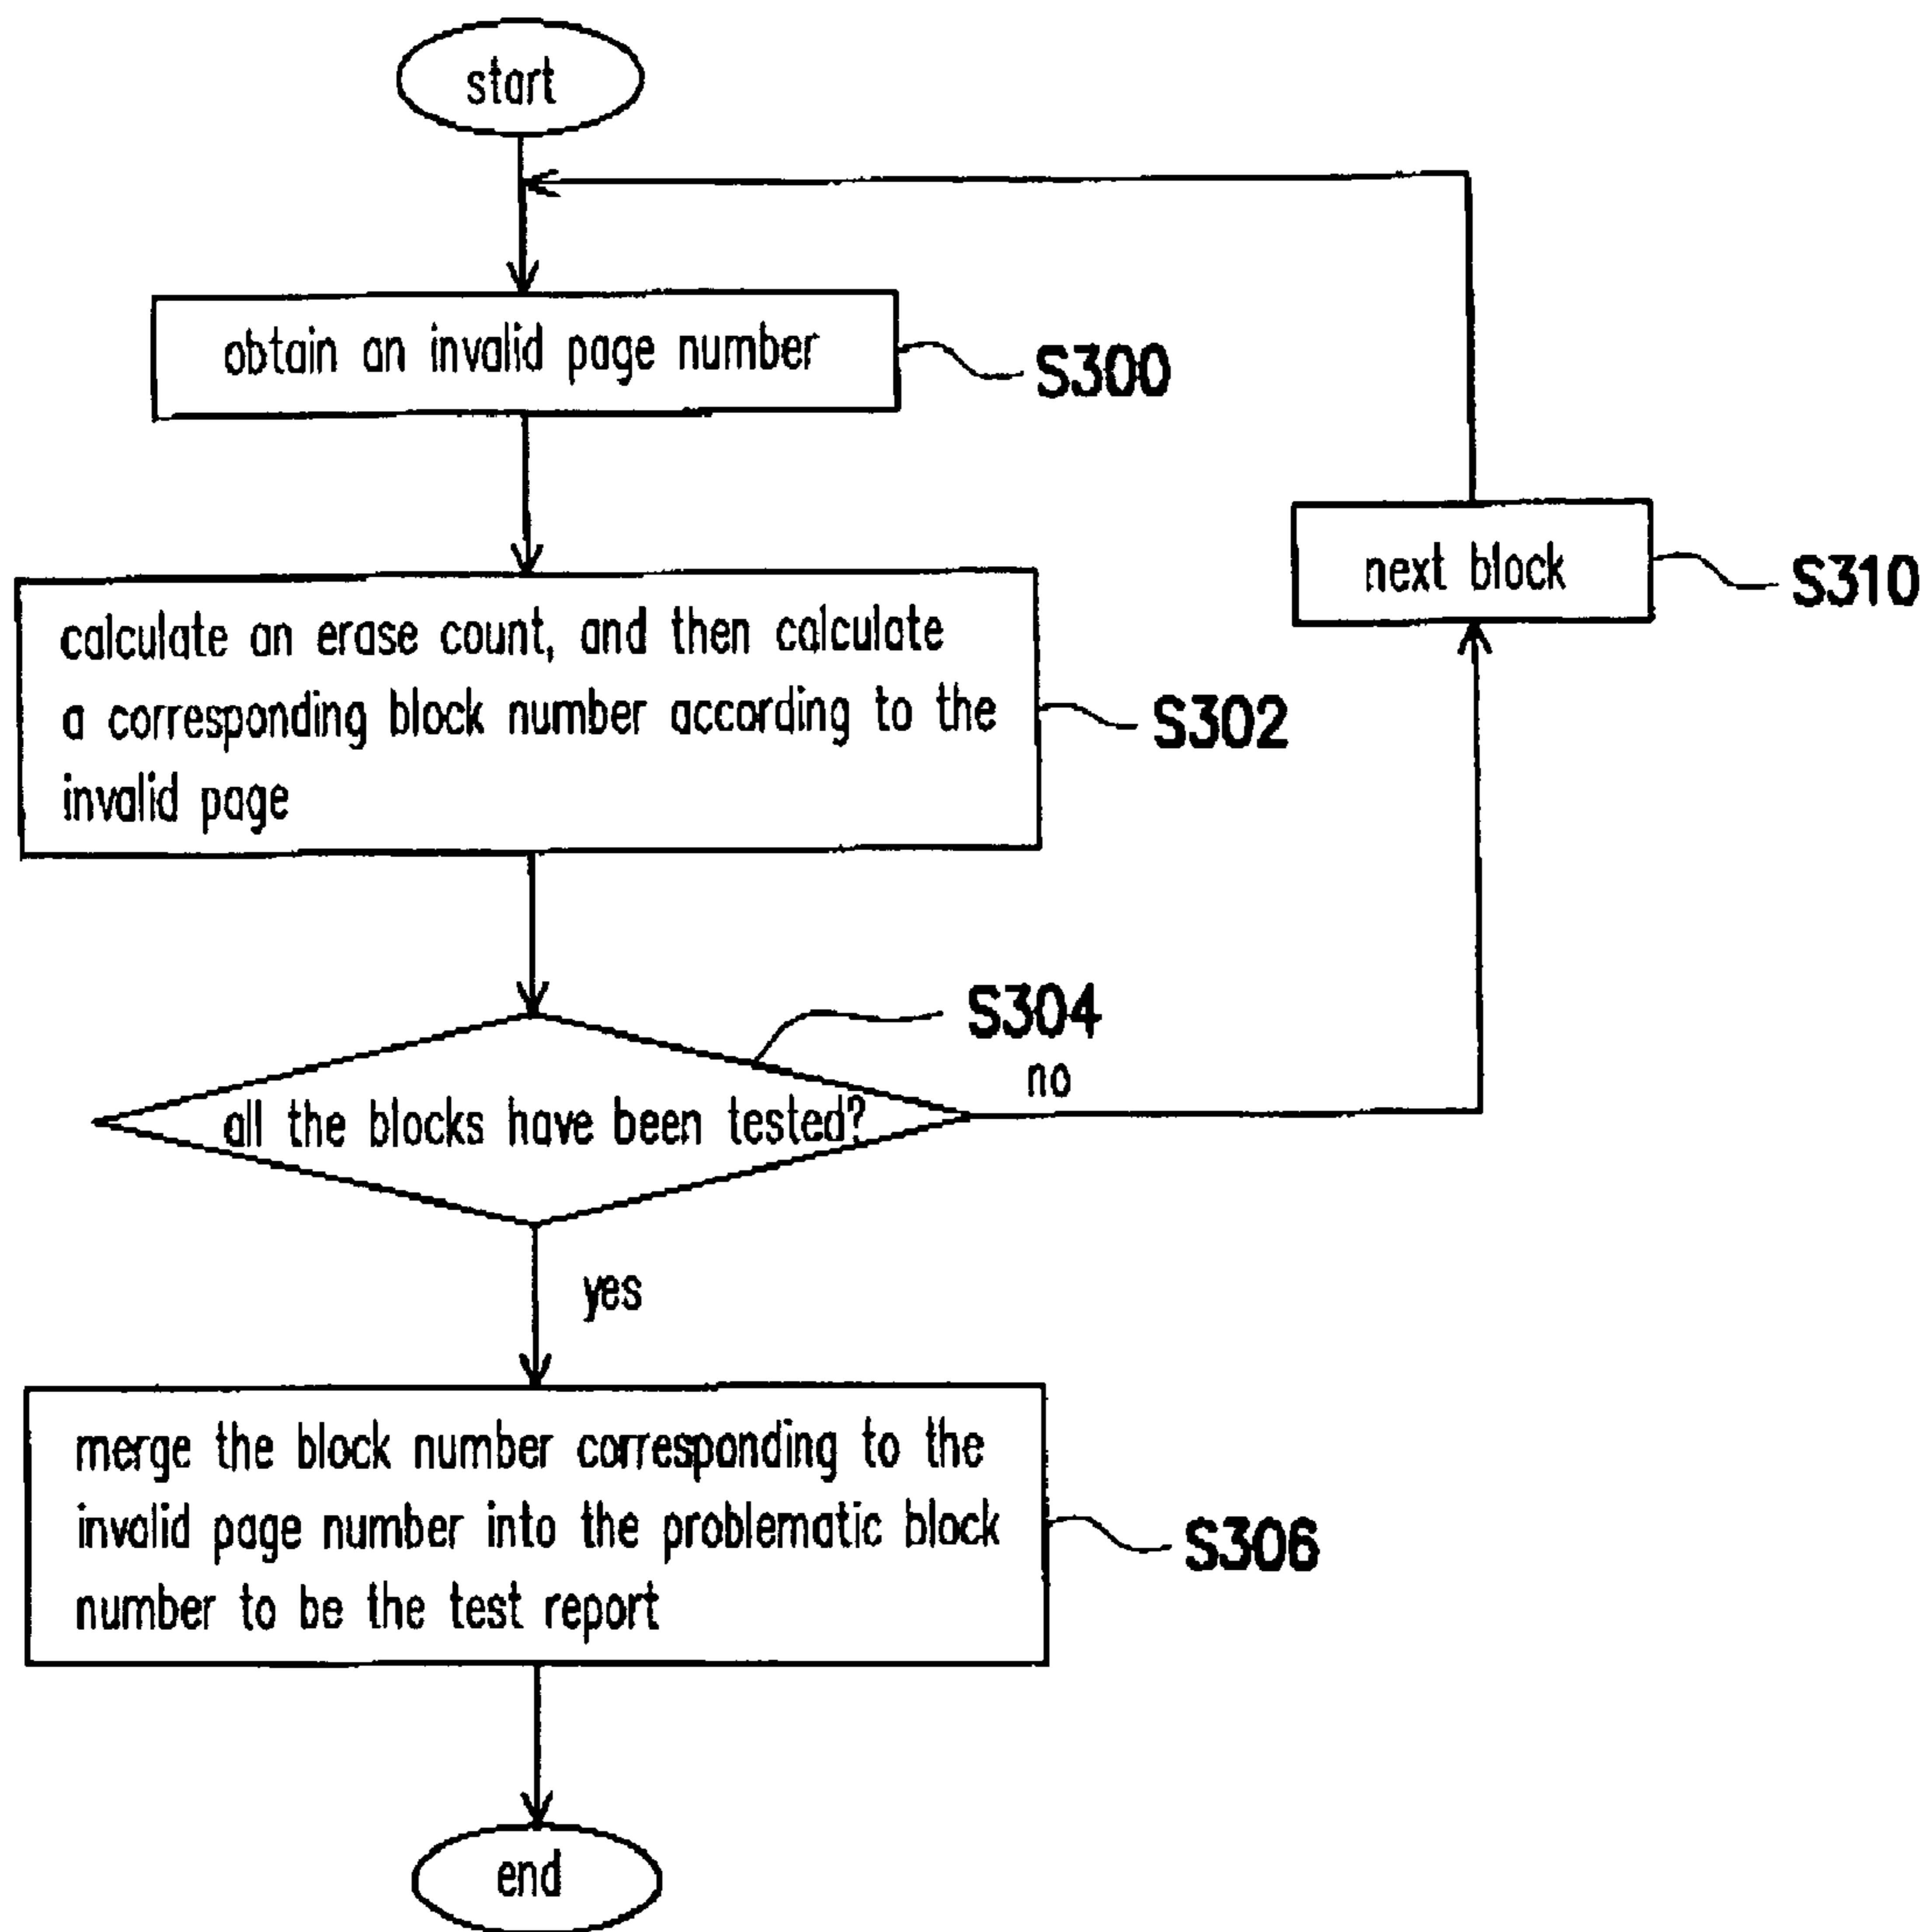 start
obtain an invalid page number
S300
next block
S310
calculate an erase count, and then calculate
a corresponding block number according to the
invalid page
S302
S304
no
all the blocks have been tested?
yes
merge the block number corresponding to the
invalid page number into the problematic block
number to be the test report
S306
end